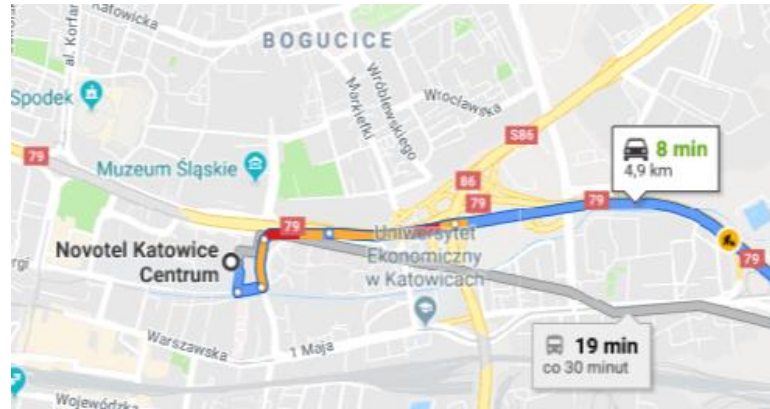 Katowicka
al. Korfan
BOGUCICE
Spodek
Markiefki
Wróblewskiego
Wrocławska
S86
79
Muzeum Śląskie
86
79
8 min
4,9 km
79
79
Novotel Katowice
Centrum
Uniwersytet
Ekonomiczny
w Katowicach
79
Warszawska
1 Maja
19 min
co 30 minut
Wojewódzka